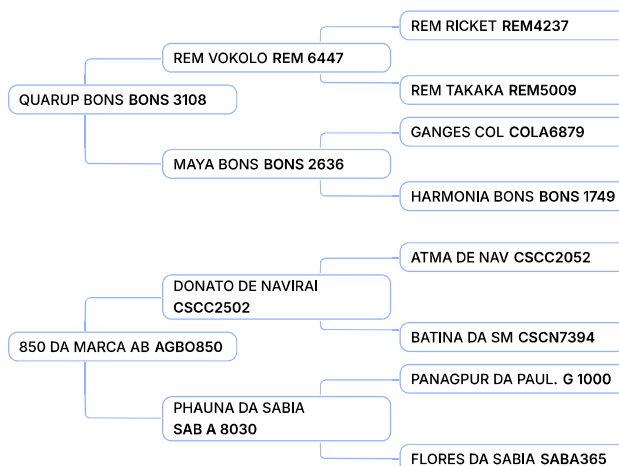 REM RICKET REM4237
REM VOKOLO REM 6447
REM TAKAKA REM5009
QUARUP BONS BONS 3108
GANGES COL COLA6879
MAYA BONS BONS 2636
HARMONIA BONS BONS 1749
ATMA DE NAV CSCC2052
DONATO DE NAVIRAI
CSCC2502
BATINA DA SM CSCN7394
850 DA MARCA AB AGBO850
PANAGPUR DA PAUL. G 1000
PHAUNA DA SABIA
SAB A 8030
FLORES DA SABIA SABA365